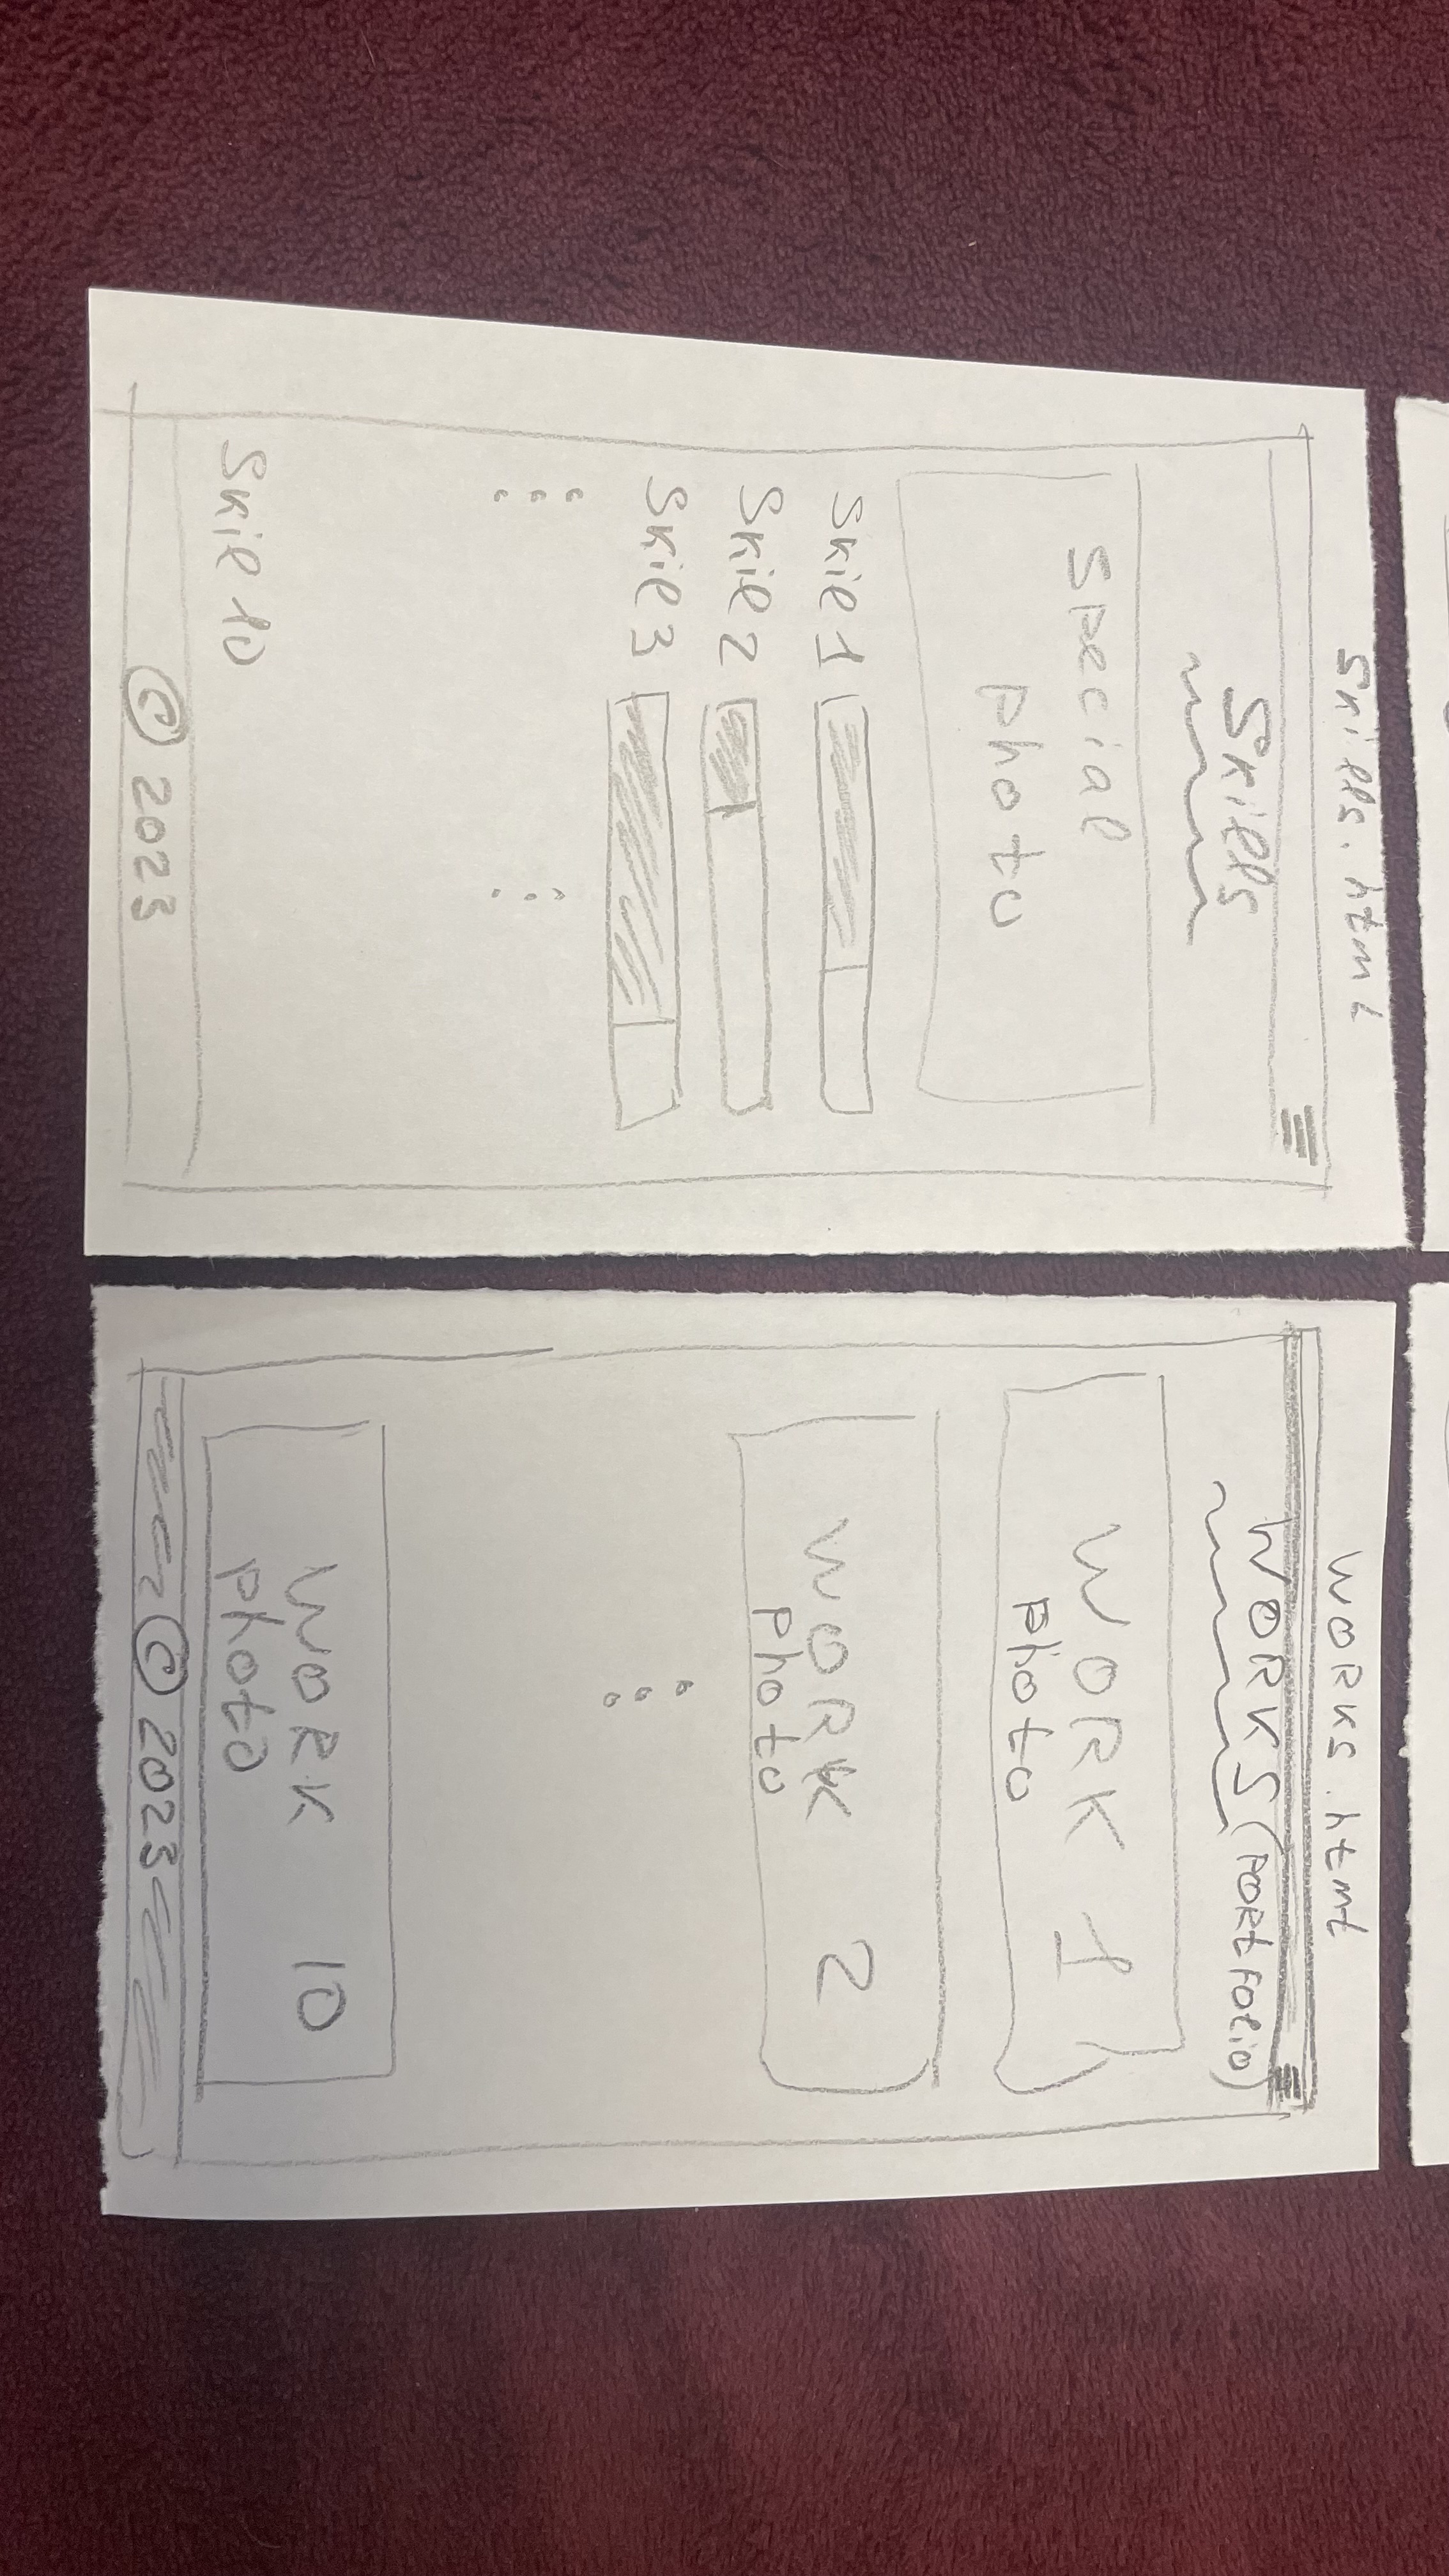 Skills.html
Skills
Special
photo
Skil 1
Skil 2
Skil 3
Skil 10
© 2023
WORKS.html
WORKS (PORtFOlio)
WORK 1
photo
WORK 2
photo
WORK 10
photo
© 2023